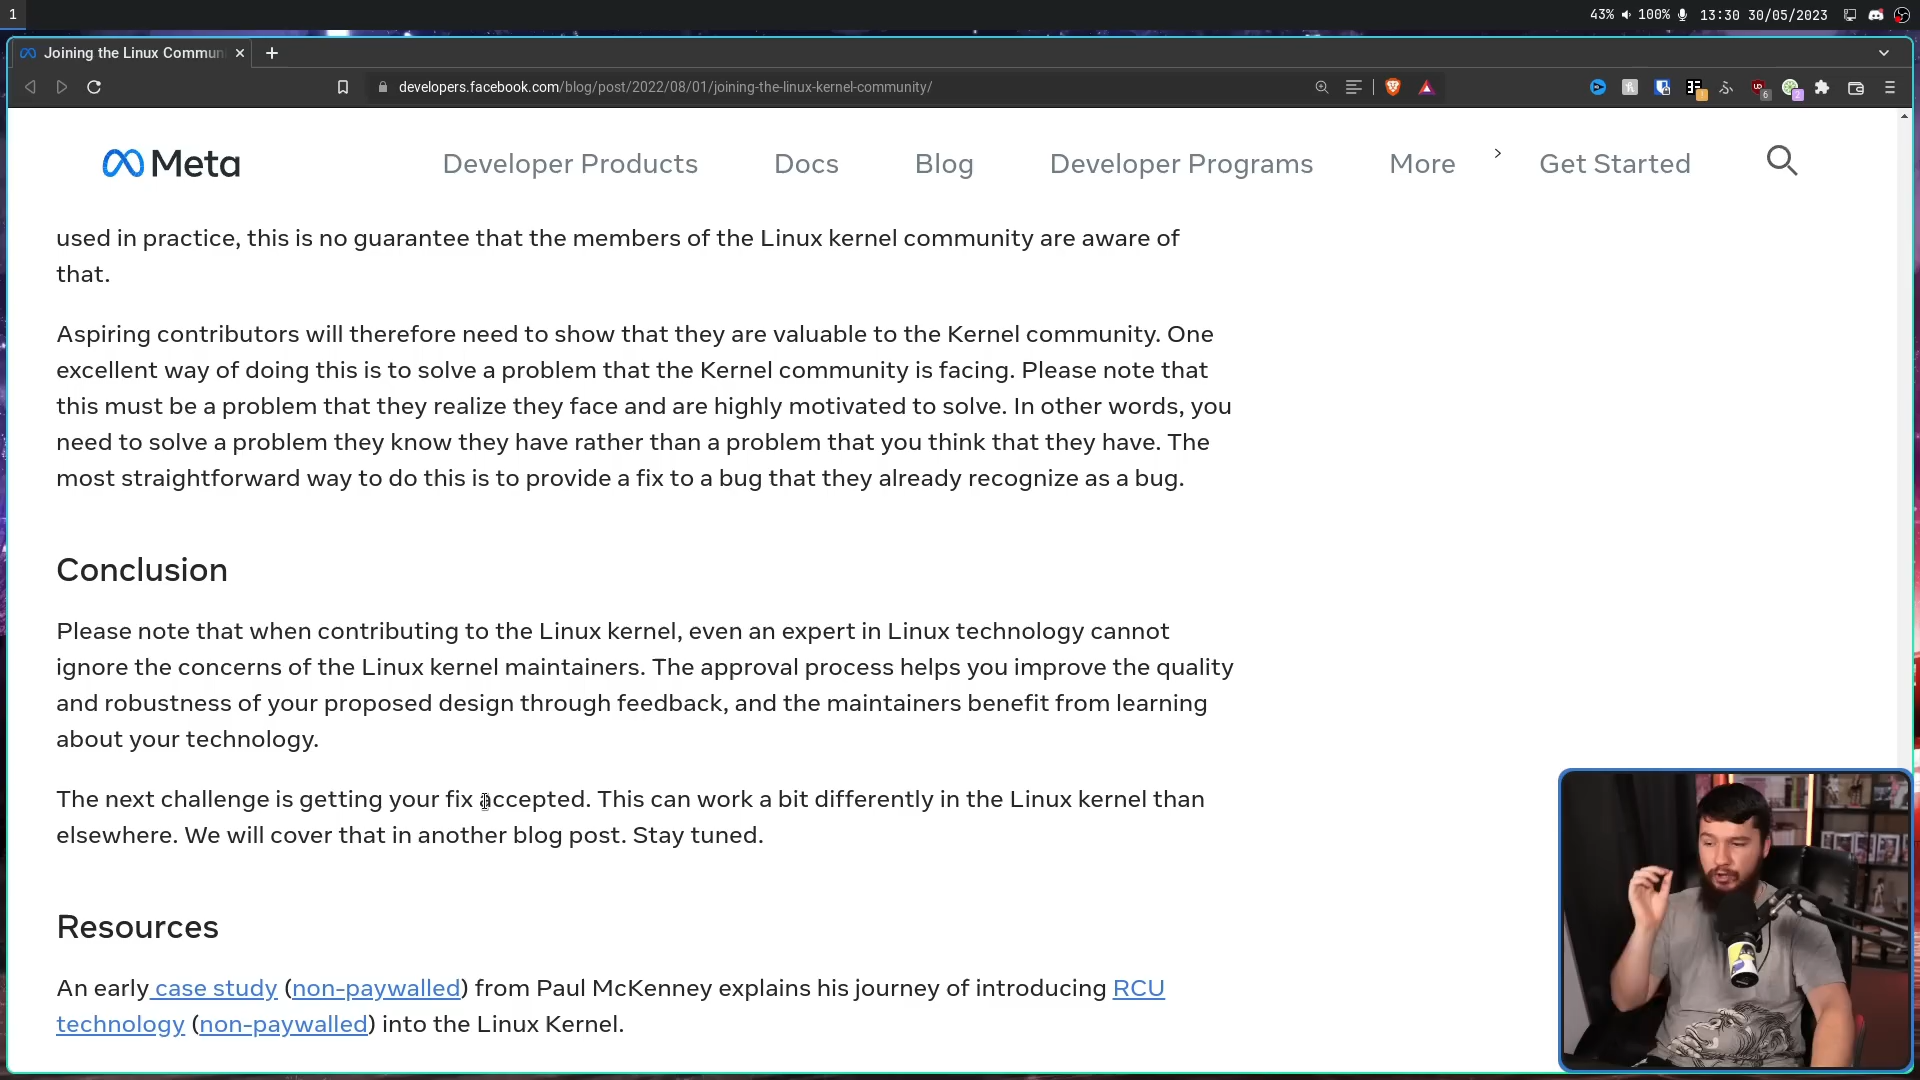 1
43% 100% 13:30 30/05/2023
Joining the Linux Commun
developers.facebook.com/blog/post/2022/08/01/joining-the-linux-kernel-community/
Meta
Developer Products Docs Blog Developer Programs More Get Started
used in practice, this is no guarantee that the members of the Linux kernel community are aware of
that.
Aspiring contributors will therefore need to show that they are valuable to the Kernel community. One
excellent way of doing this is to solve a problem that the Kernel community is facing. Please note that
this must be a problem that they realize they face and are highly motivated to solve. In other words, you
need to solve a problem they know they have rather than a problem that you think that they have. The
most straightforward way to do this is to provide a fix to a bug that they already recognize as a bug.
Conclusion
Please note that when contributing to the Linux kernel, even an expert in Linux technology cannot
ignore the concerns of the Linux kernel maintainers. The approval process helps you improve the quality
and robustness of your proposed design through feedback, and the maintainers benefit from learning
about your technology.
The next challenge is getting your fix accepted. This can work a bit differently in the Linux kernel than
elsewhere. We will cover that in another blog post. Stay tuned.
Resources
An early case study (non-paywalled) from Paul McKenney explains his journey of introducing RCU
technology (non-paywalled) into the Linux Kernel.